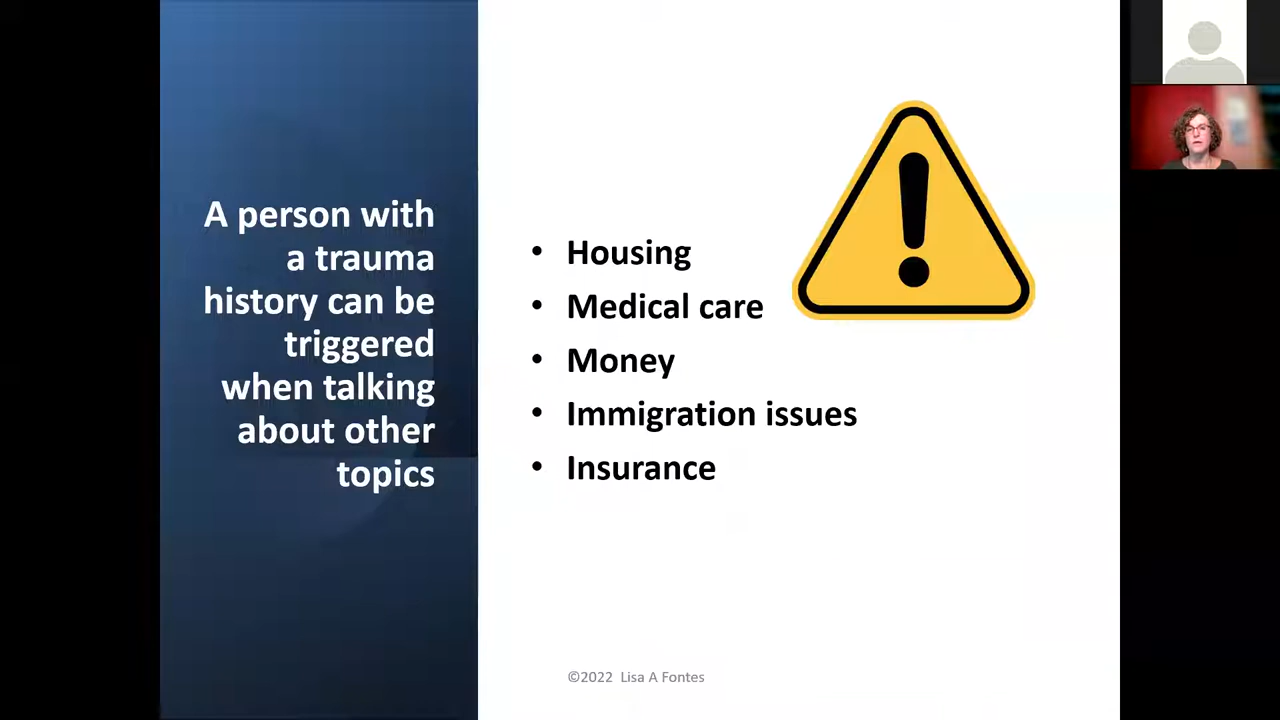 A person with
a trauma
history can be
triggered
when talking
about other
topics
• Housing
• Medical care
• Money
• Immigration issues
• Insurance
©2022 Lisa A Fontes